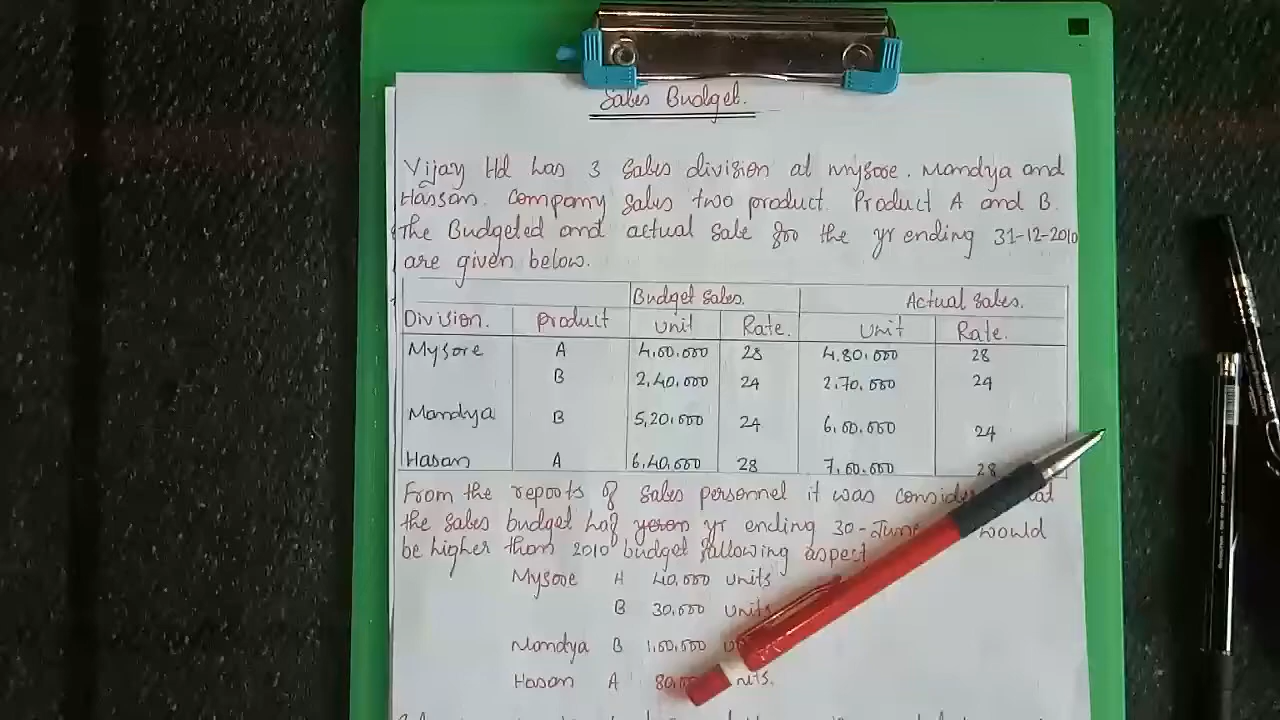 Sales Budget.
Vijay ltd has 3 sales division at mysore. Mandya and
Hassan. Company sales two product. Product A and B.
The Budgeted and actual sale for the yr ending 31-12-2010
are given below.
Budget sales. Actual sales.
Division. product unit Rate. unit Rate.
Mysore A 4,00,000 28 4,80,000 28
B 2,40,000 24 2,70,000 24
Mandya B 5,20,000 24 6,00,000 24
Hasan A 6,40,000 28 7,00,000 28
From the reports of sales personnel it was
the sales budget half yr ending 30-June would
be higher than 2010 budget following aspect
Mysore A 40,000 units
B 30,000 units
Mandya B 1,00,000
Hasan A